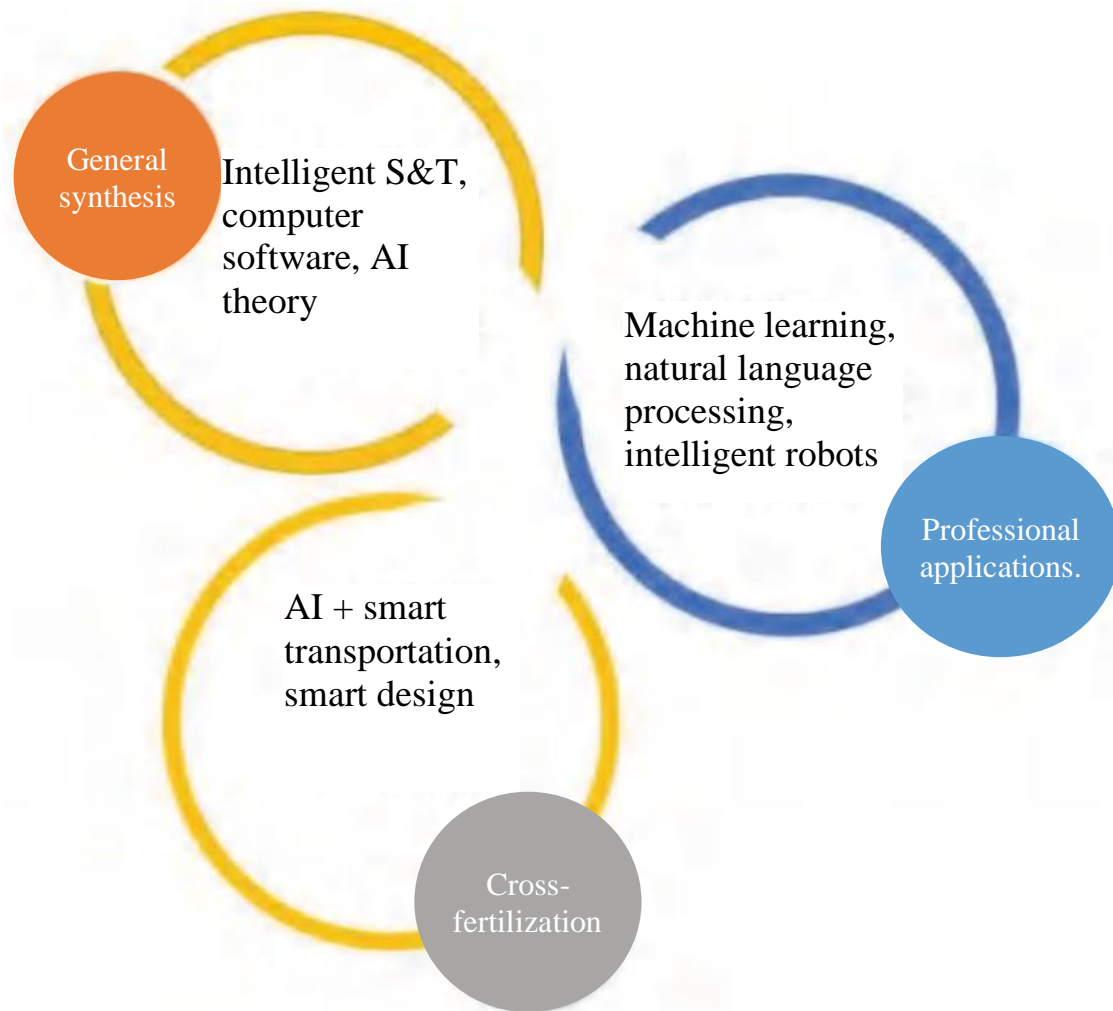 General
synthesis
Intelligent S&T,
computer
software, AI
theory
Machine learning,
natural language
processing,
intelligent robots
Professional
applications.
AI + smart
transportation,
smart design
Cross-
fertilization